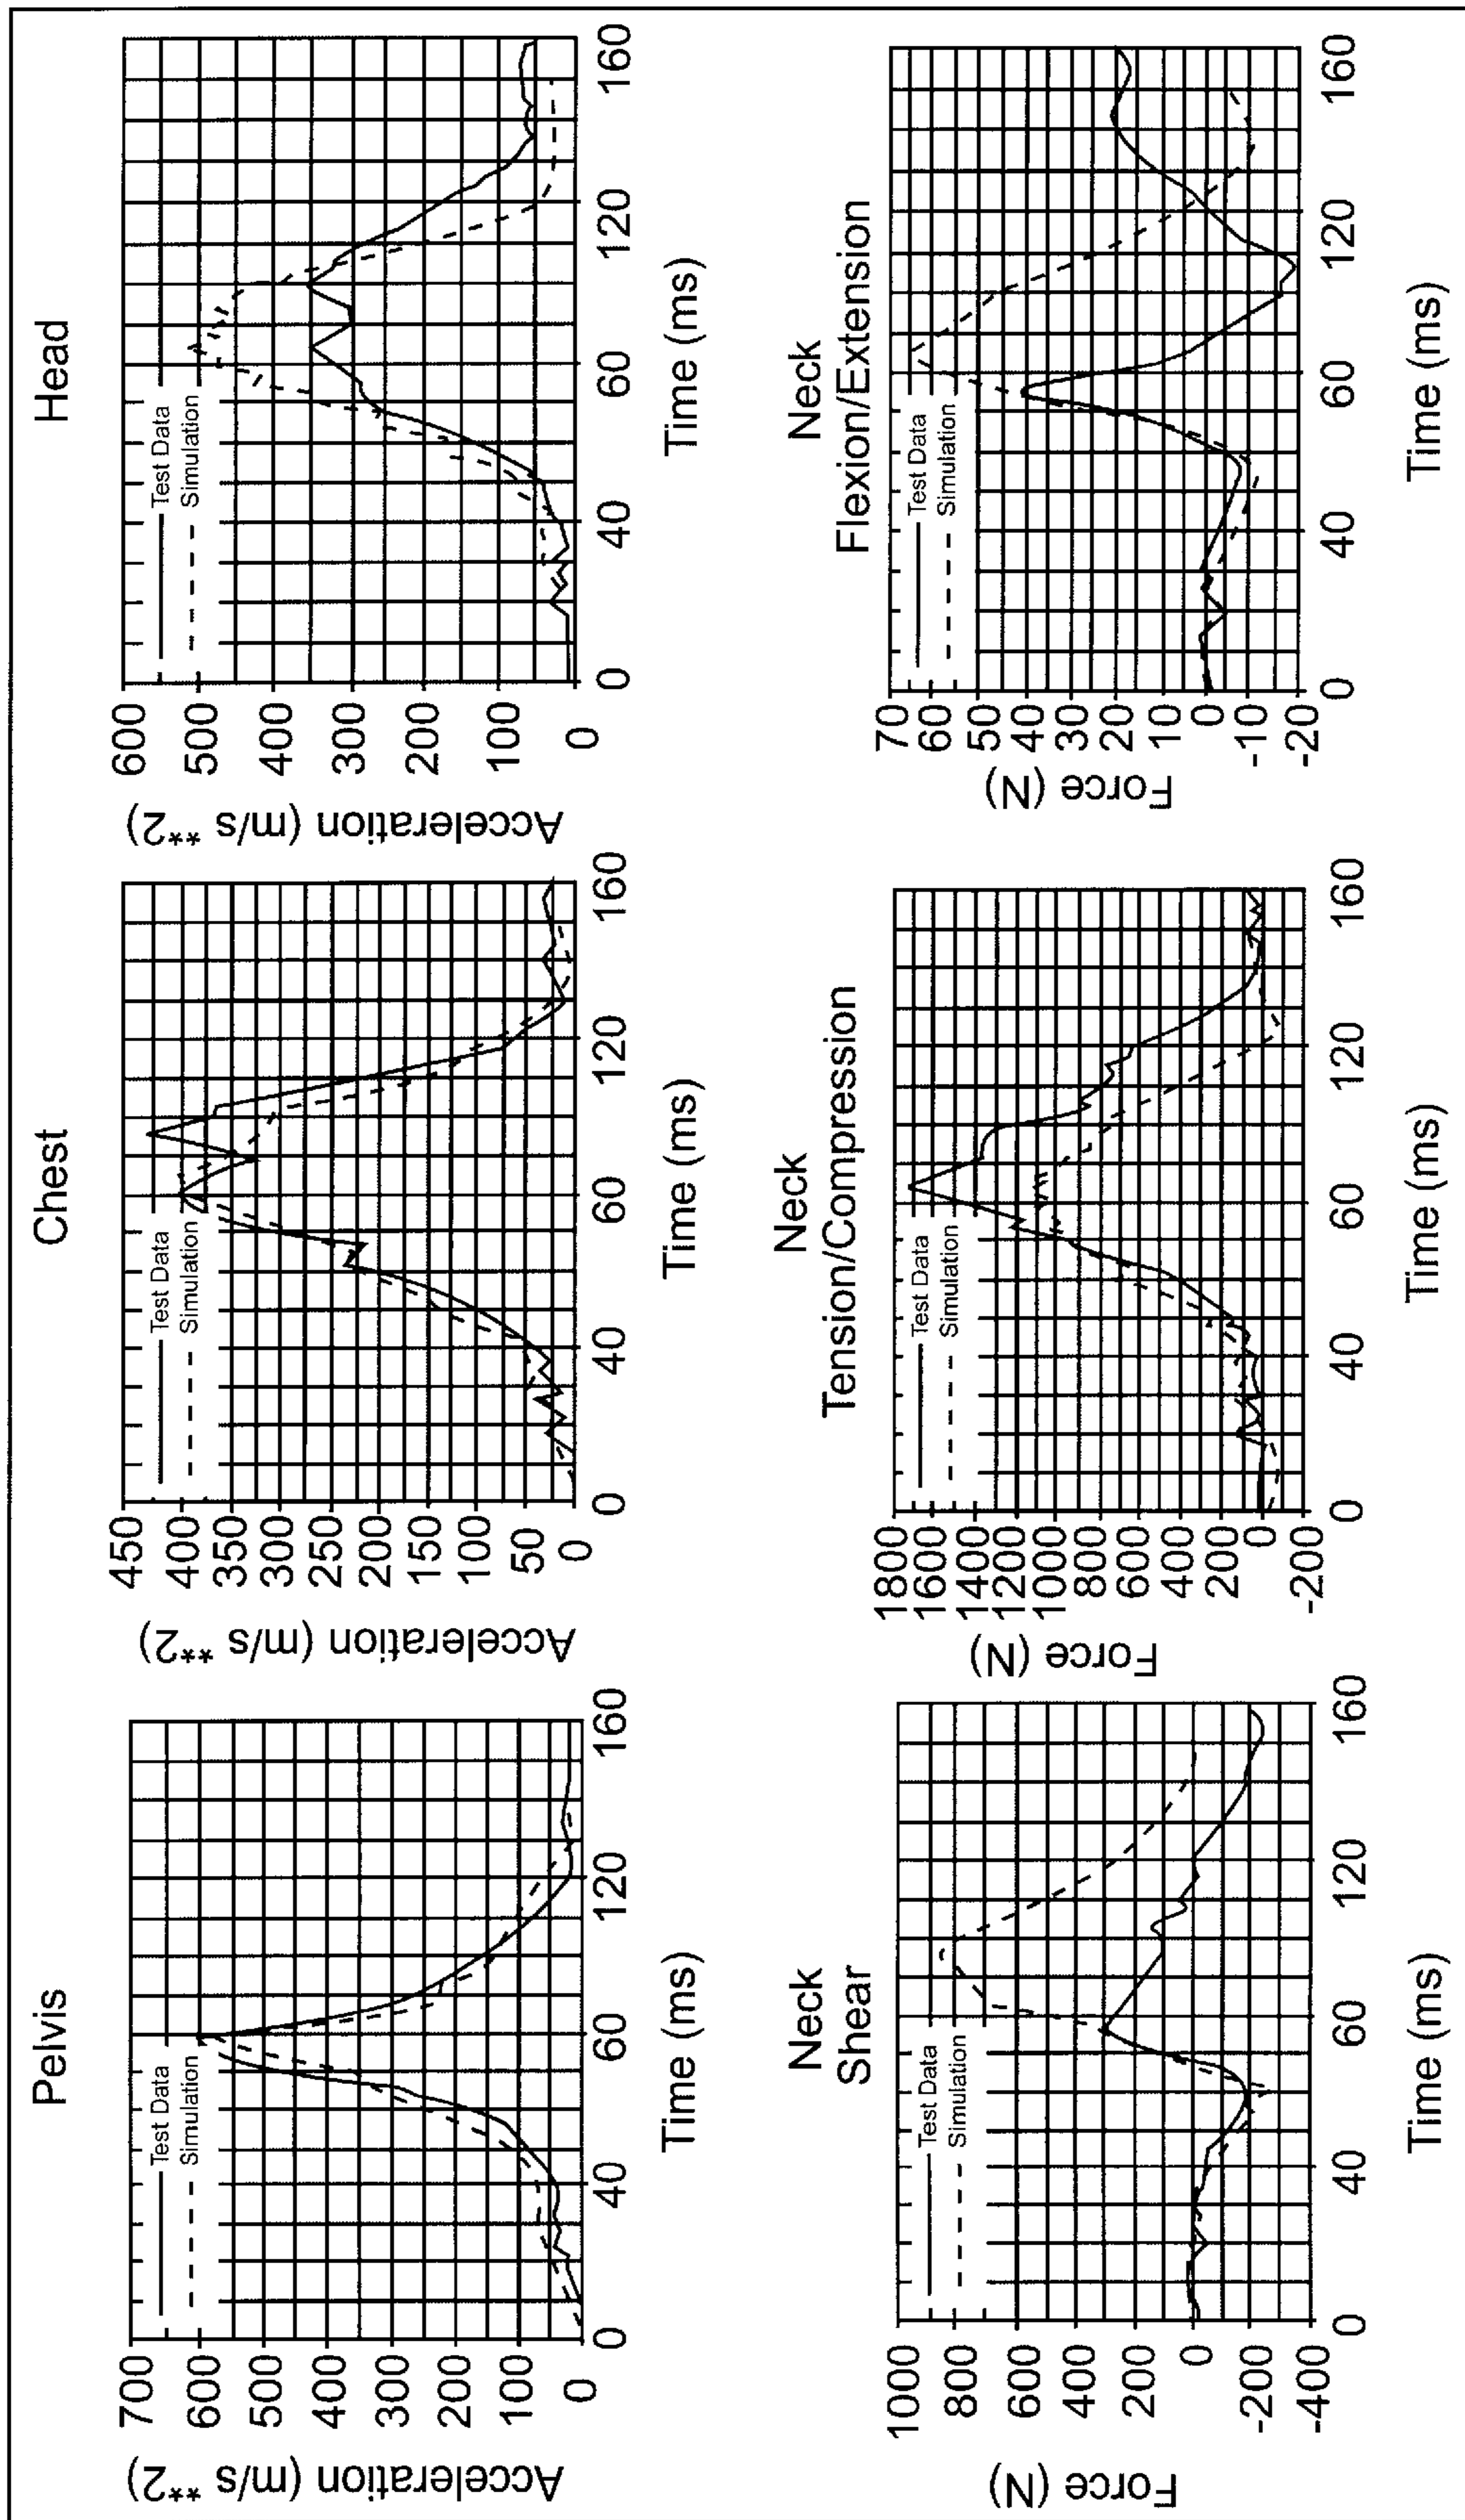 Pelvis
Acceleration (m/s **2)
700
600
500
400
300
200
100
0
Test Data
Simulation
0
40
60
120
160
Time (ms)
Chest
Acceleration (m/s **2)
450
400
350
300
250
200
150
100
50
0
Test Data
Simulation
0
40
60
120
160
Time (ms)
Head
Acceleration (m/s **2)
600
500
400
300
200
100
0
Test Data
Simulation
0
40
60
120
160
Time (ms)
Neck
Shear
Force (N)
1000
800
600
400
200
0
-200
-400
Test Data
Simulation
0
40
60
120
160
Time (ms)
Neck
Tension/Compression
Force (N)
1800
1600
1400
1200
1000
800
600
400
200
0
-200
Test Data
Simulation
0
40
60
120
160
Time (ms)
Neck
Flexion/Extension
Force (N)
70
60
50
40
30
20
10
0
-10
-20
Test Data
Simulation
0
40
60
120
160
Time (ms)